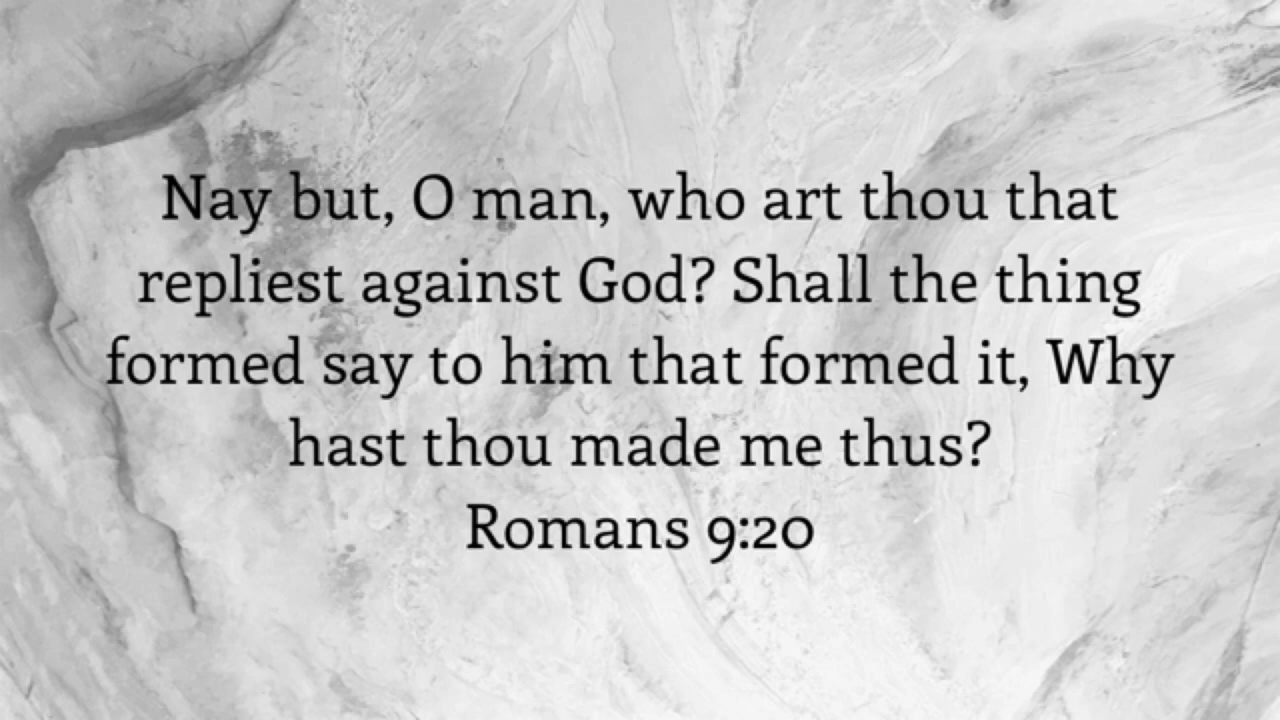 Nay but, O man, who art thou that
repliest against God? Shall the thing
formed say to him that formed it, Why
hast thou made me thus?
Romans 9:20